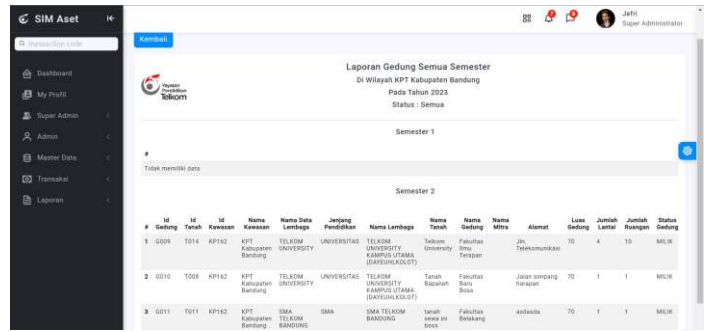 SIM Aset
Jefri
Super Administrator
transaction code
Kembali
Dashboard
My Profil
Super Admin
Admin
Master Data
Transaksi
Laporan
Yayasan
Pendidikan
Telkom
Laporan Gedung Semua Semester
Di Wilayah KPT Kabupaten Bandung
Pada Tahun 2023
Status : Semua
Semester 1
#
Tidak memiliki data
Semester 2
# Id Gedung Id Tanah Id Kawasan Nama Kawasan Nama Data Lembaga Jenjang Pendidikan Nama Lembaga Nama Tanah Nama Gedung Nama Mitra Alamat Luas Gedung Jumlah Lantai Jumlah Ruangan Status Gedung
1 G009 T014 KP162 KPT Kabupaten Bandung TELKOM UNIVERSITY UNIVERSITAS TELKOM UNIVERSITY KAMPUS UTAMA (DAYEUHLKOLOT) Telkom University Fakultas Ilmu Terapan Jln. Telekomunikasi 70 4 10 MILIK
2 G010 T008 KP162 KPT Kabupaten Bandung TELKOM UNIVERSITY UNIVERSITAS TELKOM UNIVERSITY KAMPUS UTAMA (DAYEUHLKOLOT) Tanah Bapaneh Fakultas Baru Boss Jalan simpang harapan 70 1 1 MILIK
3 G011 T011 KP162 KPT Kabupaten Bandung SMA TELKOM BANDUNG SMA SMA TELKOM BANDUNG tanah sewa ini boss Fakultas Belakang asdasda 70 1 1 MILIK